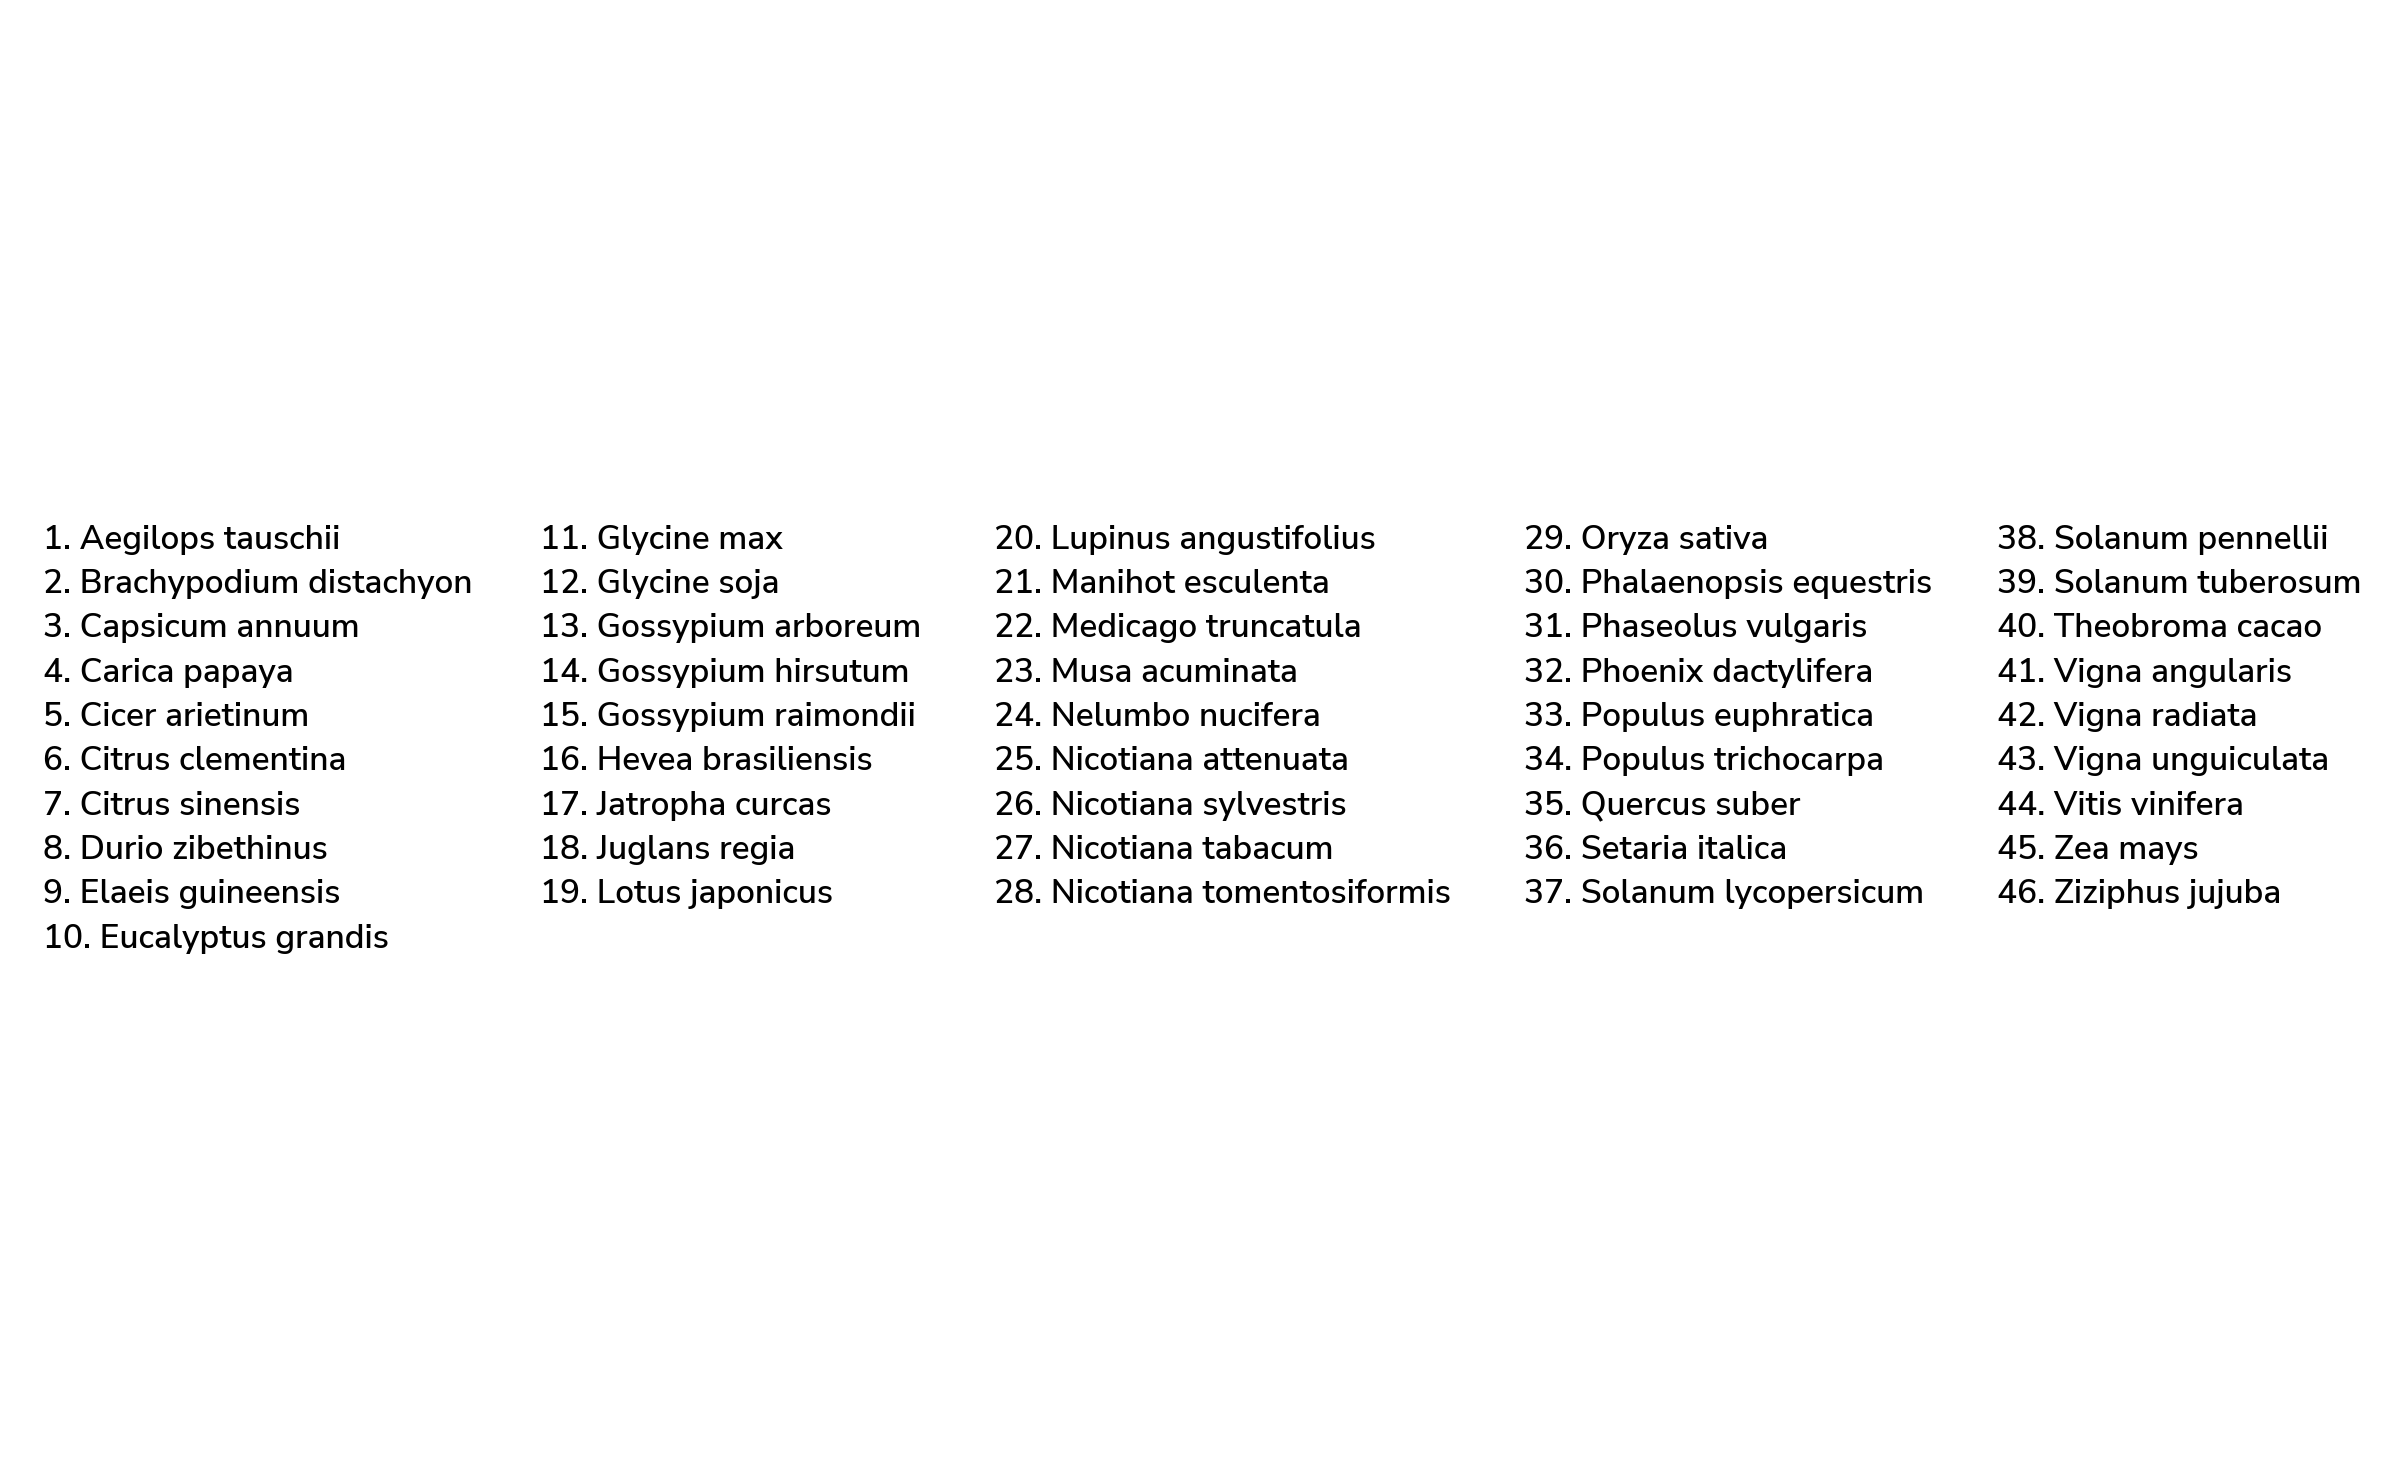 1. Aegilops tauschii
2. Brachypodium distachyon
3. Capsicum annuum
4. Carica papaya
5. Cicer arietinum
6. Citrus clementina
7. Citrus sinensis
8. Durio zibethinus
9. Elaeis guineensis
10. Eucalyptus grandis
11. Glycine max
12. Glycine soja
13. Gossypium arboreum
14. Gossypium hirsutum
15. Gossypium raimondii
16. Hevea brasiliensis
17. Jatropha curcas
18. Juglans regia
19. Lotus japonicus
20. Lupinus angustifolius
21. Manihot esculenta
22. Medicago truncatula
23. Musa acuminata
24. Nelumbo nucifera
25. Nicotiana attenuata
26. Nicotiana sylvestris
27. Nicotiana tabacum
28. Nicotiana tomentosiformis
29. Oryza sativa
30. Phalaenopsis equestris
31. Phaseolus vulgaris
32. Phoenix dactylifera
33. Populus euphratica
34. Populus trichocarpa
35. Quercus suber
36. Setaria italica
37. Solanum lycopersicum
38. Solanum pennellii
39. Solanum tuberosum
40. Theobroma cacao
41. Vigna angularis
42. Vigna radiata
43. Vigna unguiculata
44. Vitis vinifera
45. Zea mays
46. Ziziphus jujuba